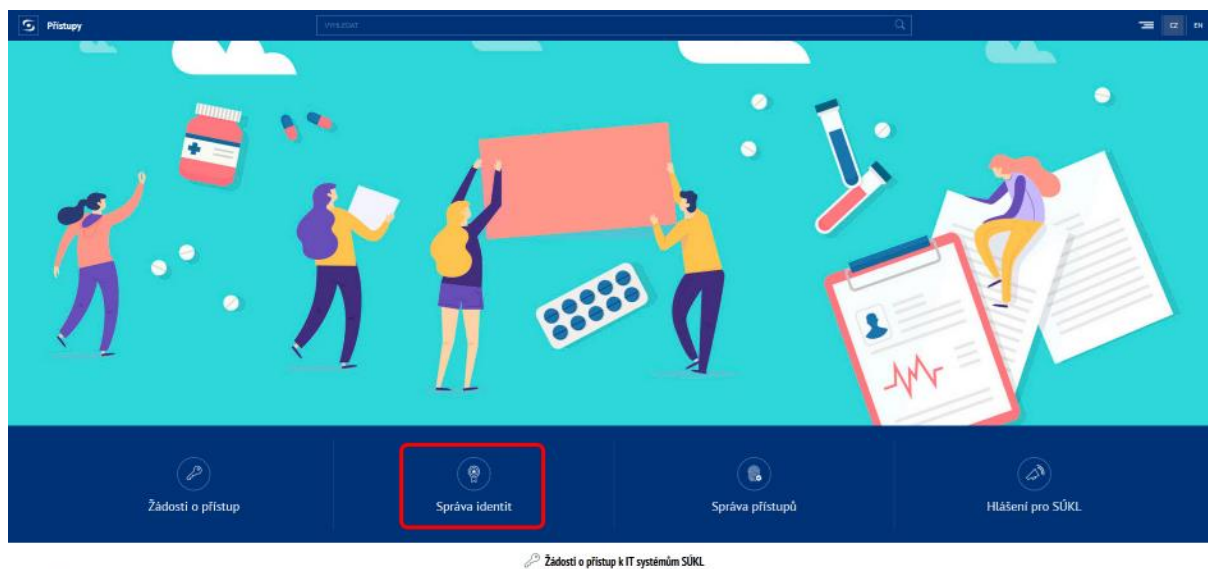 Přístupy
VYHLEDAT
CZ
EN
Žádosti o přístup
Správa identit
Správa přístupů
Hlášení pro SÚKL
Žádosti o přístup k IT systémům SÚKL